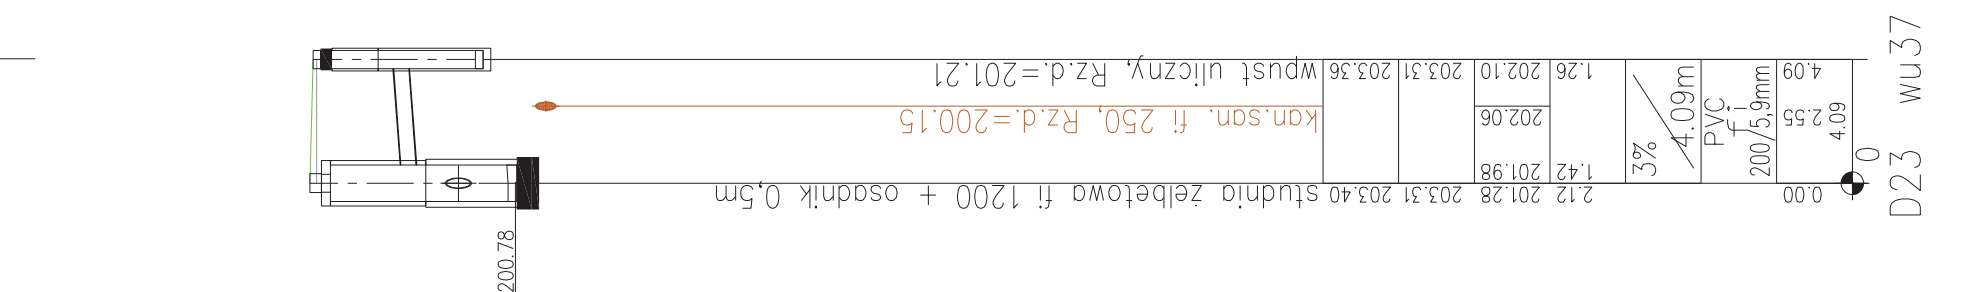 wpust uliczny, Rz.d.=201.21
203.36
203.31
202.10
1.26
kan.san. fi 250, Rz.d.=200.15
202.06
201.98
1.42
studnia żelbetowa fi 1200 + osadnik 0,5m
203.40
203.31
201.28
2.12
3%
4.09m
PVC
fi
200/5,9mm
4.09
2.55
0.00
4.09
0
D23 wu37
200.78